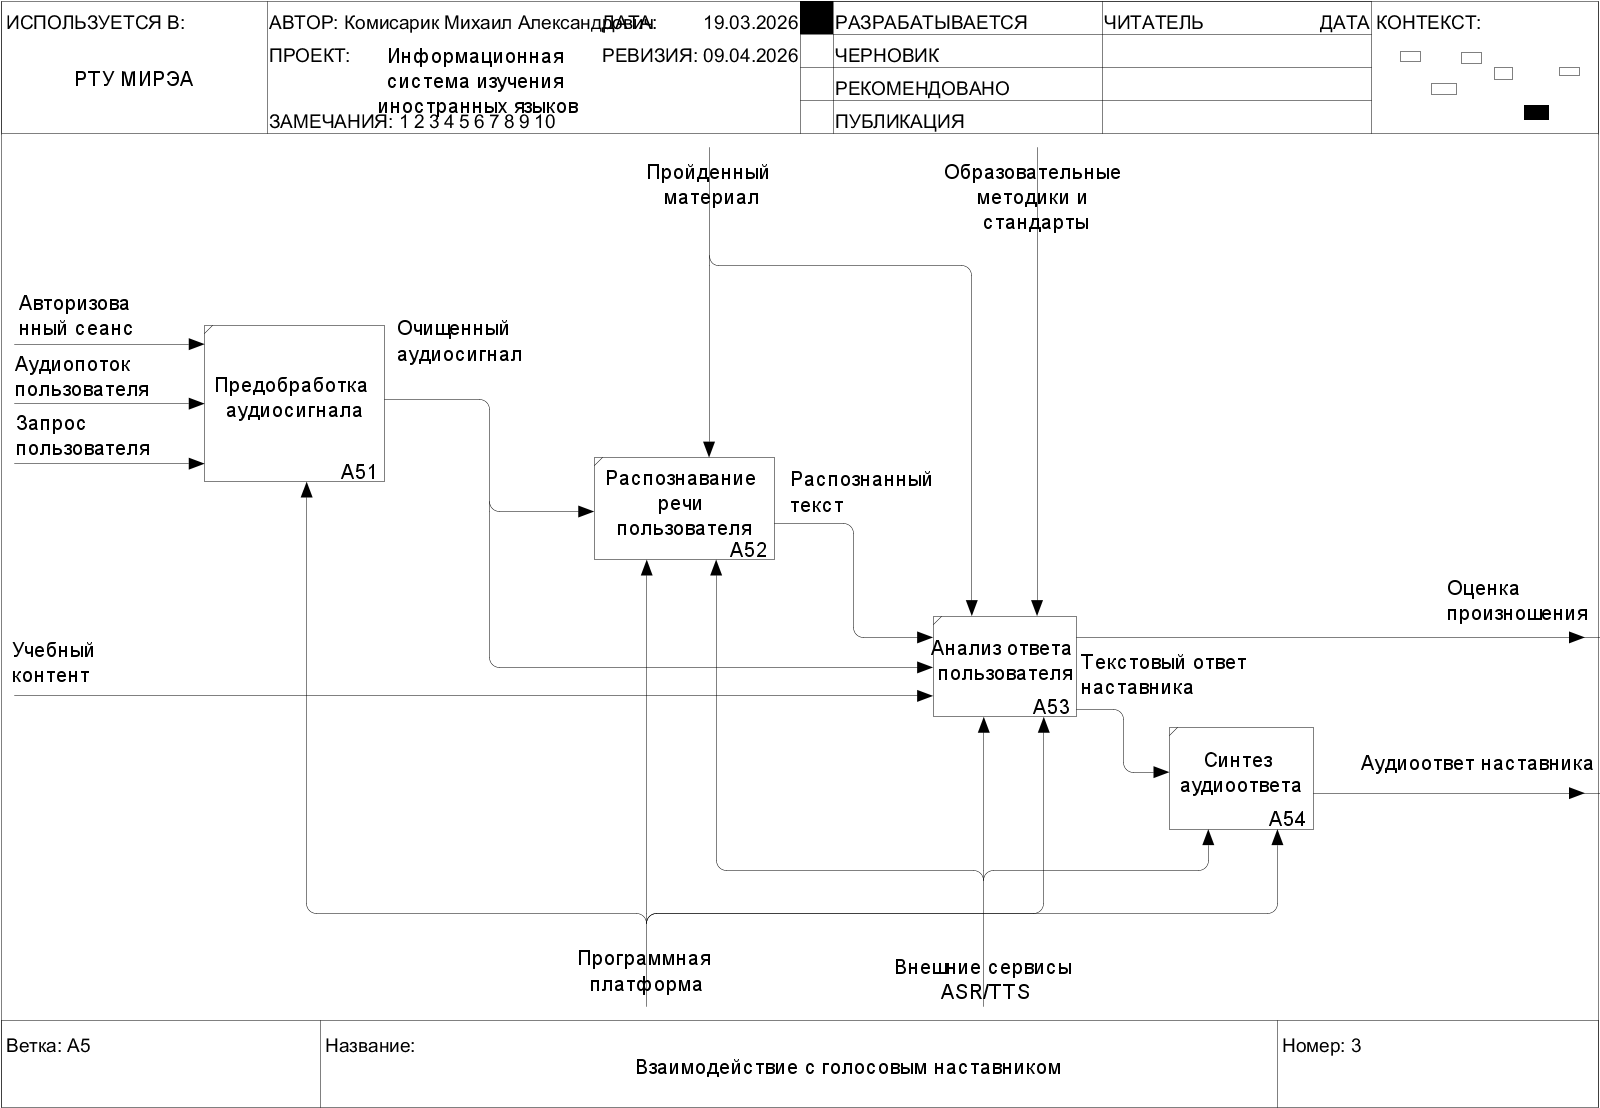 ИСПОЛЬЗУЕТСЯ В:
РТУ МИРЭА
АВТОР: Комисарик Михаил Александрович
ДАТА: 19.03.2026
ПРОЕКТ: Информационная
система изучения
иностранных языков
РЕВИЗИЯ: 09.04.2026
ЗАМЕЧАНИЯ: 1 2 3 4 5 6 7 8 9 10
РАЗРАБАТЫВАЕТСЯ
ЧЕРНОВИК
РЕКОМЕНДОВАНО
ПУБЛИКАЦИЯ
ЧИТАТЕЛЬ
ДАТА
КОНТЕКСТ:
Пройденный
материал
Образовательные
методики и
стандарты
Авторизова
нный сеанс
Аудиопоток
пользователя
Запрос
пользователя
Предобработка
аудиосигнала
A51
Очищенный
аудиосигнал
Распознавание
речи
пользователя
A52
Распознанный
текст
Учебный
контент
Анализ ответа
пользователя
A53
Оценка
произношения
Текстовый ответ
наставника
Синтез
аудиоответа
A54
Аудиоответ наставника
Программная
платформа
Внешние сервисы
ASR/TTS
Ветка: A5
Название:
Взаимодействие с голосовым наставником
Номер: 3